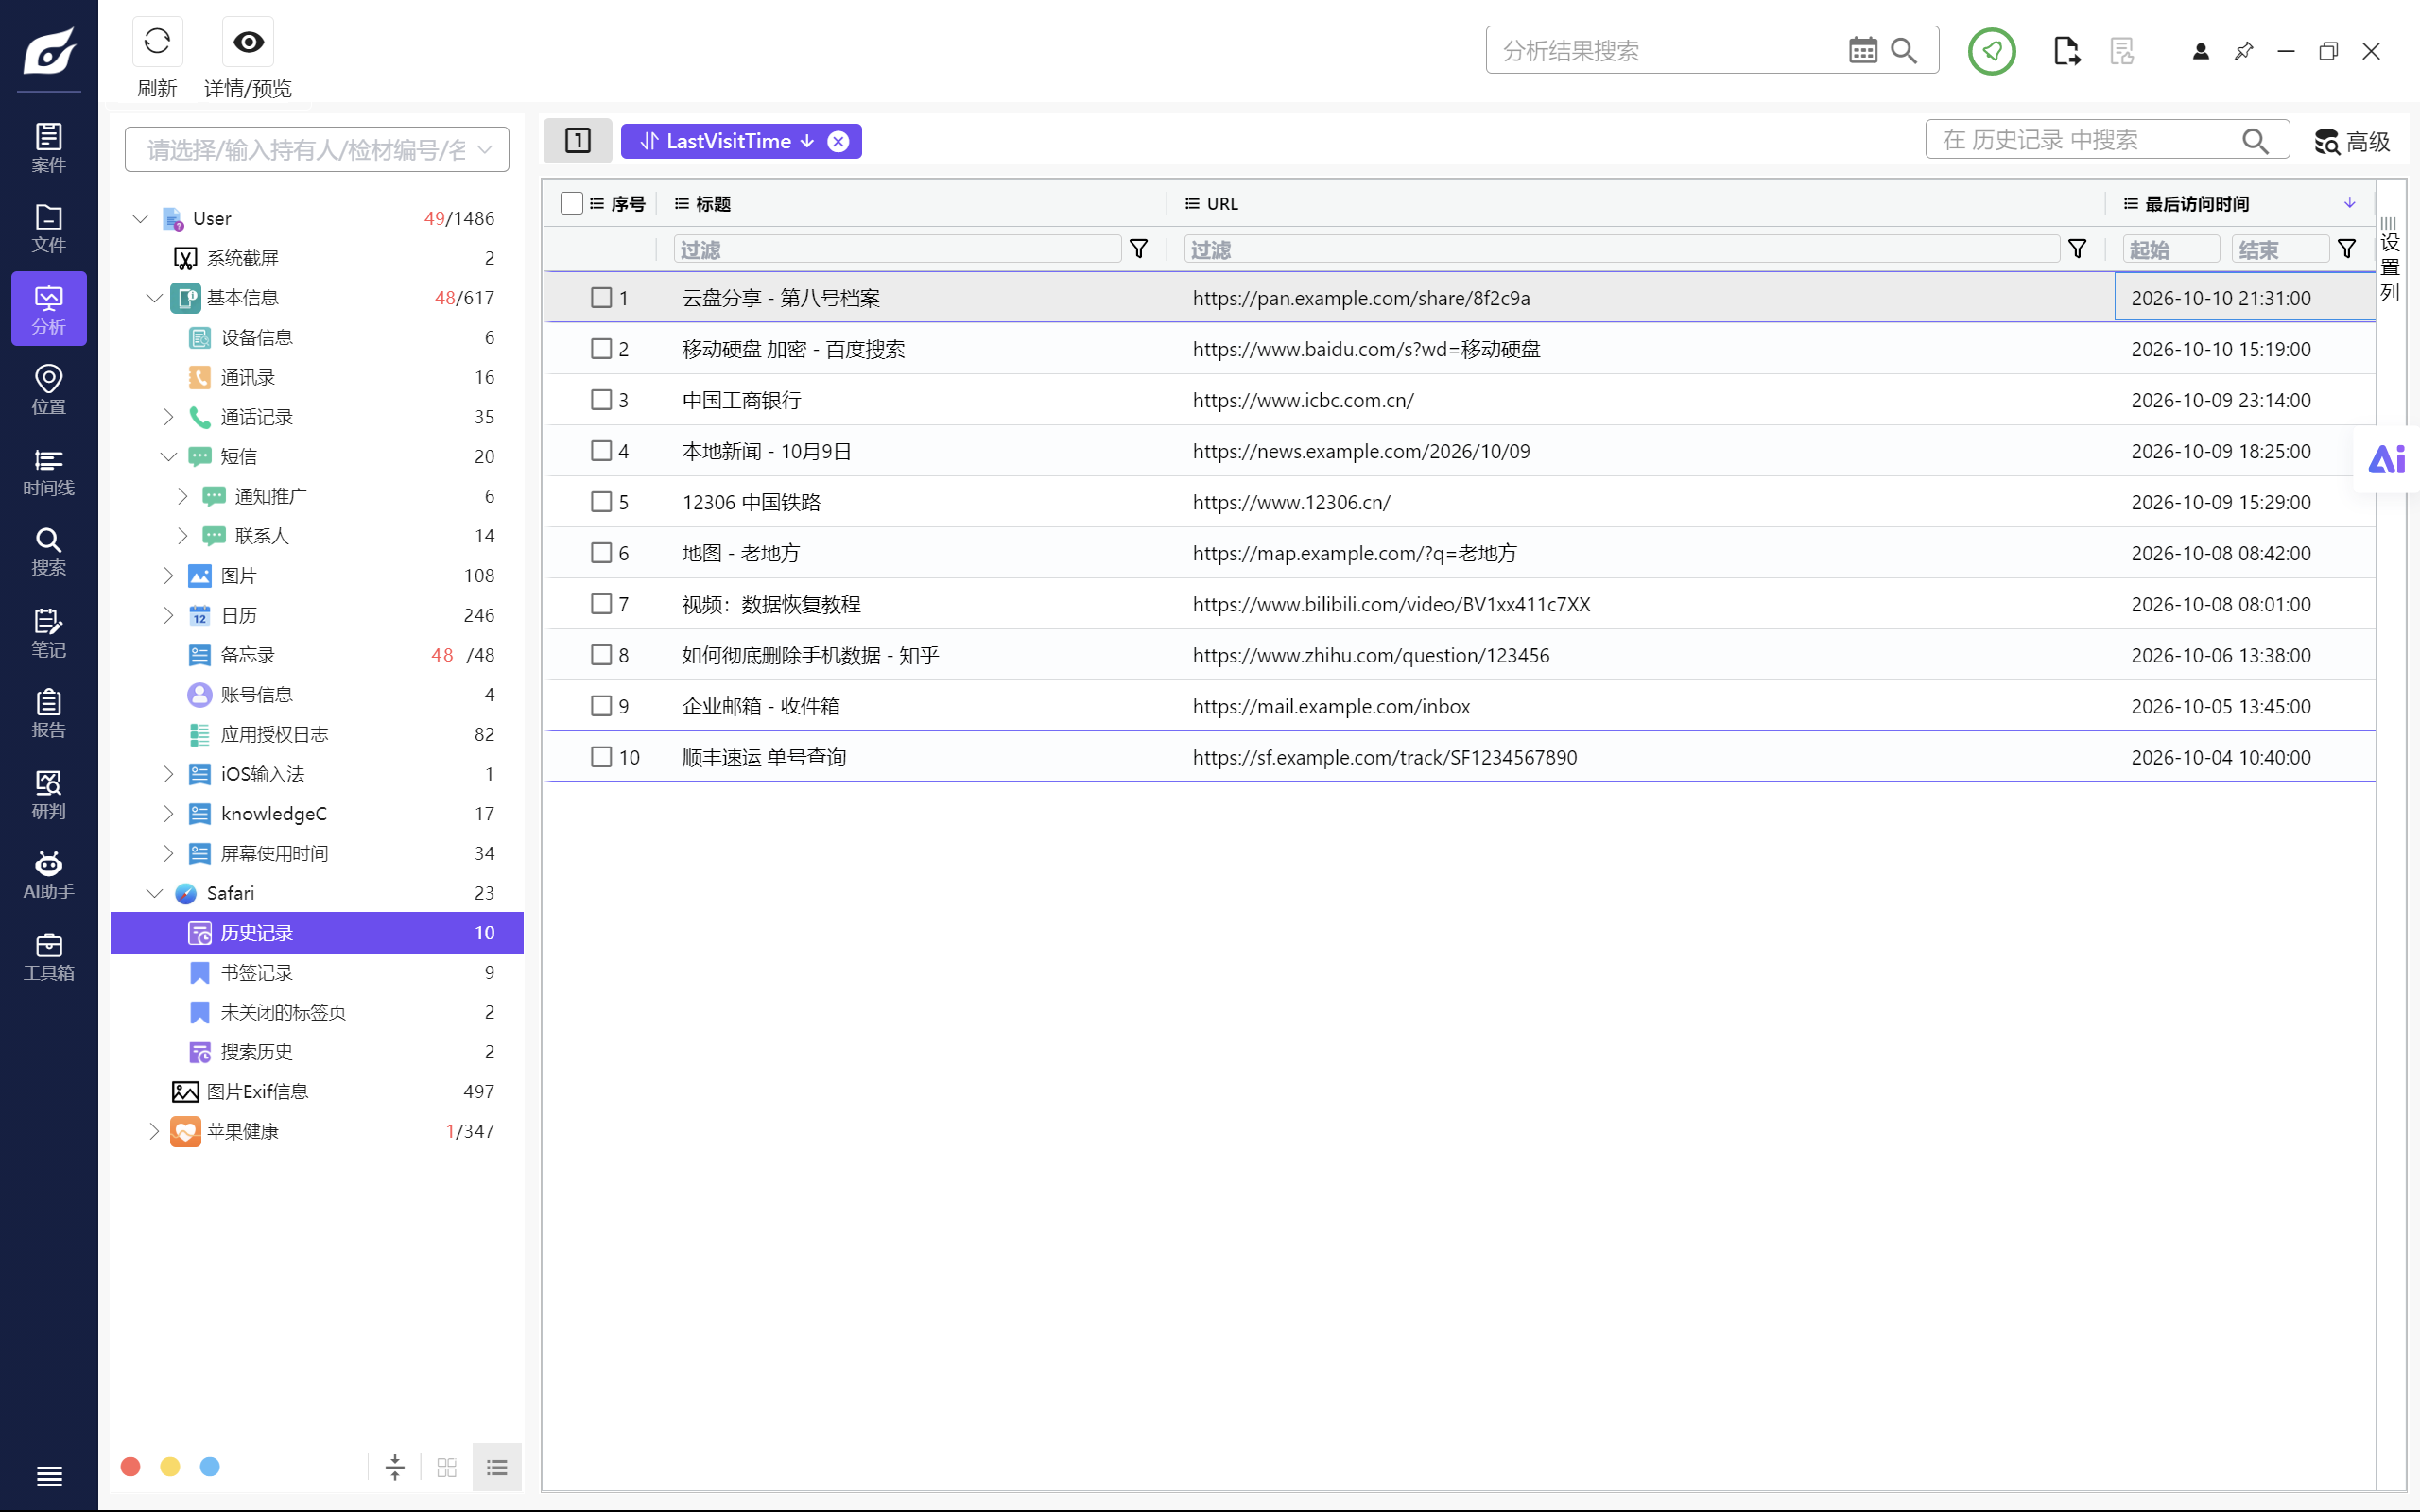 刷新
详情/预览
分析结果搜索
案件
文件
分析
位置
时间线
搜索
笔记
报告
研判
AI助手
工具箱
请选择/输入持有人/检材编号/名
User 49/1486
系统截屏 2
基本信息 48/617
设备信息 6
通讯录 16
通话记录 35
短信 20
通知推广 6
联系人 14
图片 108
日历 246
备忘录 48 /48
账号信息 4
应用授权日志 82
iOS输入法 1
knowledgeC 17
屏幕使用时间 34
Safari 23
历史记录 10
书签记录 9
未关闭的标签页 2
搜索历史 2
图片Exif信息 497
苹果健康 1/347
1 LastVisitTime
在 历史记录 中搜索
高级
序号 标题 URL 最后访问时间
过滤 过滤 起始 结束
1 云盘分享 - 第八号档案 https://pan.example.com/share/8f2c9a 2026-10-10 21:31:00
2 移动硬盘 加密 - 百度搜索 https://www.baidu.com/s?wd=移动硬盘 2026-10-10 15:19:00
3 中国工商银行 https://www.icbc.com.cn/ 2026-10-09 23:14:00
4 本地新闻 - 10月9日 https://news.example.com/2026/10/09 2026-10-09 18:25:00
5 12306 中国铁路 https://www.12306.cn/ 2026-10-09 15:29:00
6 地图 - 老地方 https://map.example.com/?q=老地方 2026-10-08 08:42:00
7 视频：数据恢复教程 https://www.bilibili.com/video/BV1xx411c7XX 2026-10-08 08:01:00
8 如何彻底删除手机数据 - 知乎 https://www.zhihu.com/question/123456 2026-10-06 13:38:00
9 企业邮箱 - 收件箱 https://mail.example.com/inbox 2026-10-05 13:45:00
10 顺丰速运 单号查询 https://sf.example.com/track/SF1234567890 2026-10-04 10:40:00
设置列
Ai